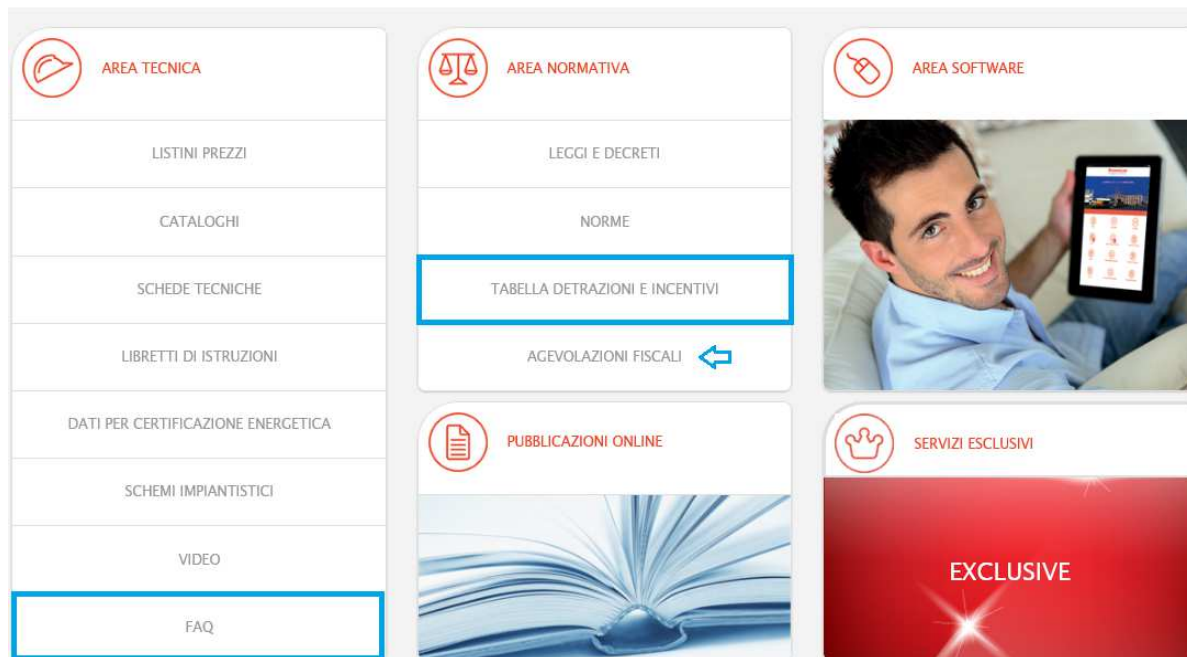 AREA TECNICA
LISTINI PREZZI
CATALOGHI
SCHEDE TECNICHE
LIBRETTI DI ISTRUZIONI
DATI PER CERTIFICAZIONE ENERGETICA
SCHEMI IMPIANTISTICI
VIDEO
FAQ
AREA NORMATIVA
LEGGI E DECRETI
NORME
TABELLA DETRAZIONI E INCENTIVI
AGEVOLAZIONI FISCALI
PUBBLICAZIONI ONLINE
AREA SOFTWARE
SERVIZI ESCLUSIVI
EXCLUSIVE